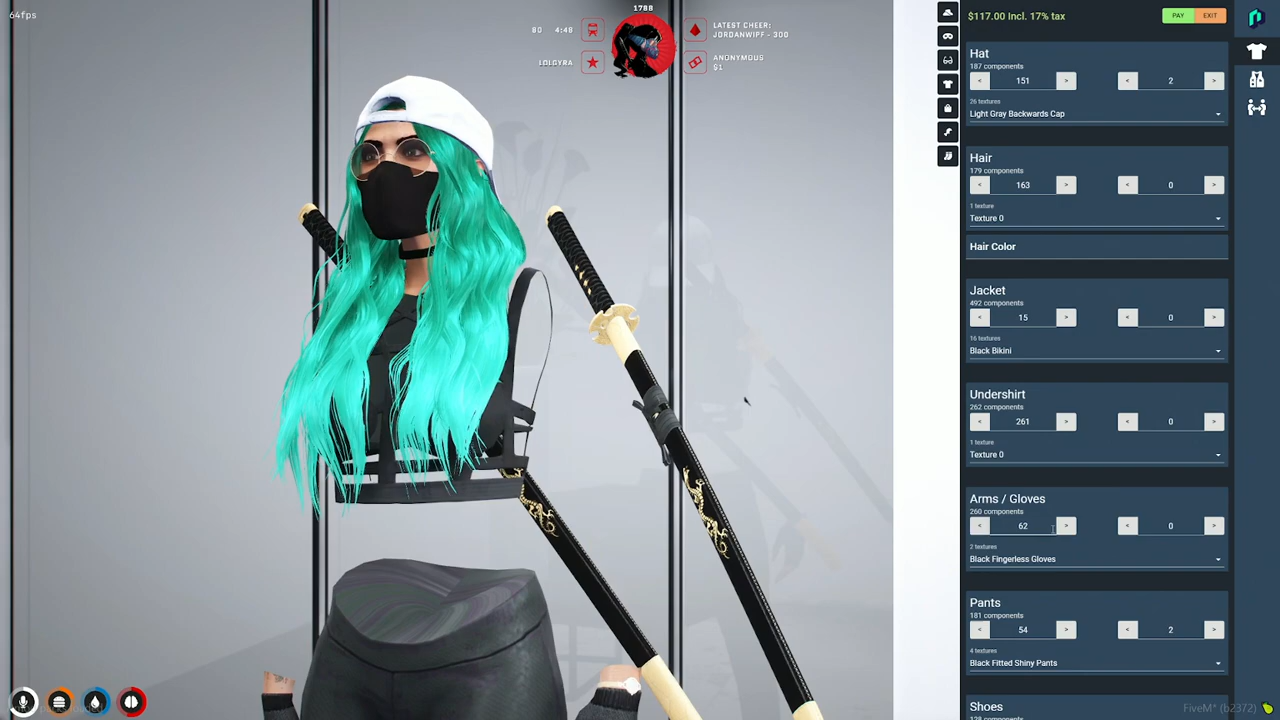 64fps
1788
80 4:48
LOLGYRA
LATEST CHEER:
JORDANWIFF - 300
ANONYMOUS
$1
$117.00 Incl. 17% tax
PAY
EXIT
Hat
187 components
< 151 > < 2 >
26 textures
Light Gray Backwards Cap
Hair
179 components
< 163 > < 0 >
1 texture
Texture 0
Hair Color
Jacket
492 components
< 15 > < 0 >
16 textures
Black Bikini
Undershirt
262 components
< 261 > < 0 >
1 texture
Texture 0
Arms / Gloves
260 components
< 62 > < 0 >
2 textures
Black Fingerless Gloves
Pants
181 components
< 54 > < 2 >
4 textures
Black Fitted Shiny Pants
Shoes
128 components
FiveM* (b2372)